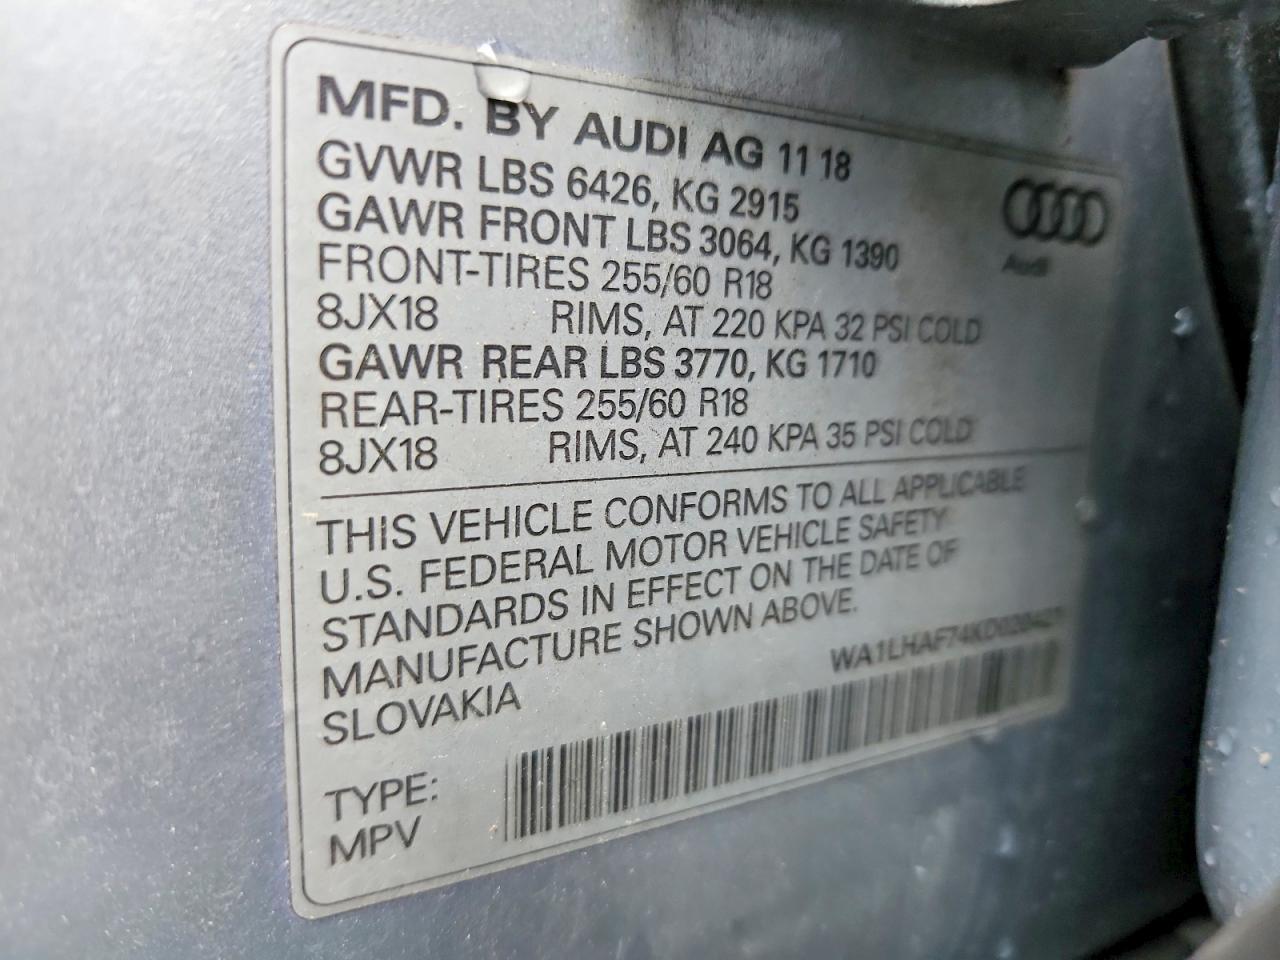 MFD. BY AUDI AG 11 18
GVWR LBS 6426, KG 2915
GAWR FRONT LBS 3064, KG 1390
FRONT-TIRES 255/60 R18
8JX18 RIMS, AT 220 KPA 32 PSI COLD
GAWR REAR LBS 3770, KG 1710
REAR-TIRES 255/60 R18
8JX18 RIMS, AT 240 KPA 35 PSI COLD
Audi
THIS VEHICLE CONFORMS TO ALL APPLICABLE
U.S. FEDERAL MOTOR VEHICLE SAFETY
STANDARDS IN EFFECT ON THE DATE OF
MANUFACTURE SHOWN ABOVE.
SLOVAKIA
TYPE:
MPV